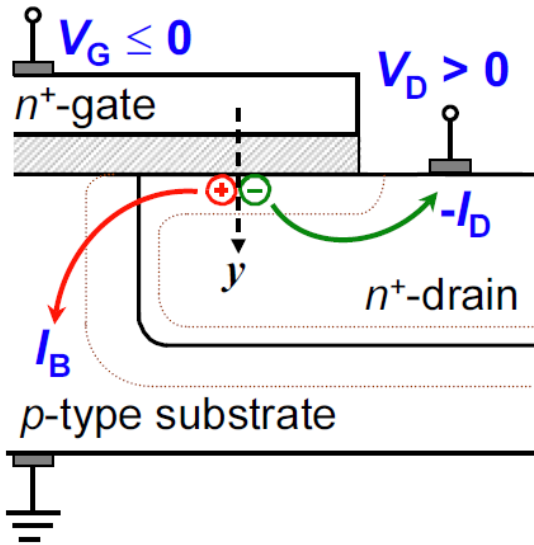 V_G ≤ 0
V_D > 0
n⁺-gate
+ −
-I_D
y
n⁺-drain
I_B
p-type substrate